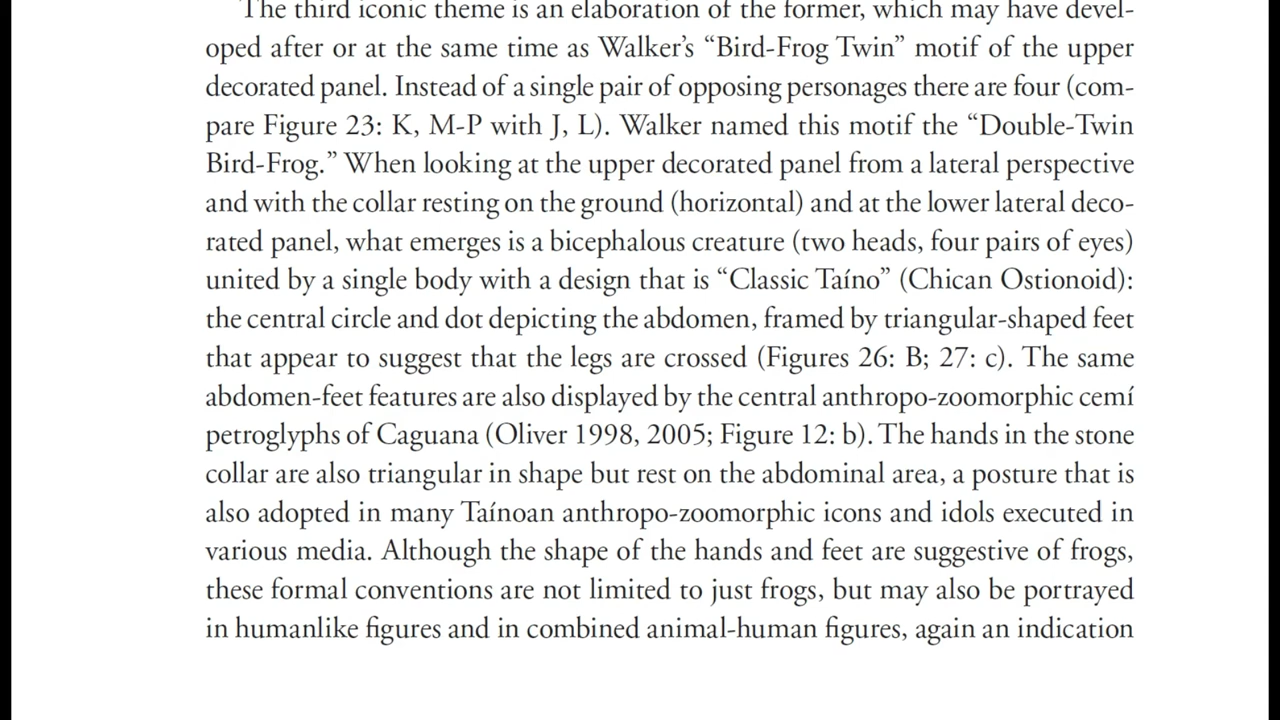 The third iconic theme is an elaboration of the former, which may have devel-
oped after or at the same time as Walker’s “Bird-Frog Twin” motif of the upper
decorated panel. Instead of a single pair of opposing personages there are four (com-
pare Figure 23: K, M-P with J, L). Walker named this motif the “Double-Twin
Bird-Frog.” When looking at the upper decorated panel from a lateral perspective
and with the collar resting on the ground (horizontal) and at the lower lateral deco-
rated panel, what emerges is a bicephalous creature (two heads, four pairs of eyes)
united by a single body with a design that is “Classic Taíno” (Chican Ostionoid):
the central circle and dot depicting the abdomen, framed by triangular-shaped feet
that appear to suggest that the legs are crossed (Figures 26: B; 27: c). The same
abdomen-feet features are also displayed by the central anthropo-zoomorphic cemí
petroglyphs of Caguana (Oliver 1998, 2005; Figure 12: b). The hands in the stone
collar are also triangular in shape but rest on the abdominal area, a posture that is
also adopted in many Taínoan anthropo-zoomorphic icons and idols executed in
various media. Although the shape of the hands and feet are suggestive of frogs,
these formal conventions are not limited to just frogs, but may also be portrayed
in humanlike figures and in combined animal-human figures, again an indication